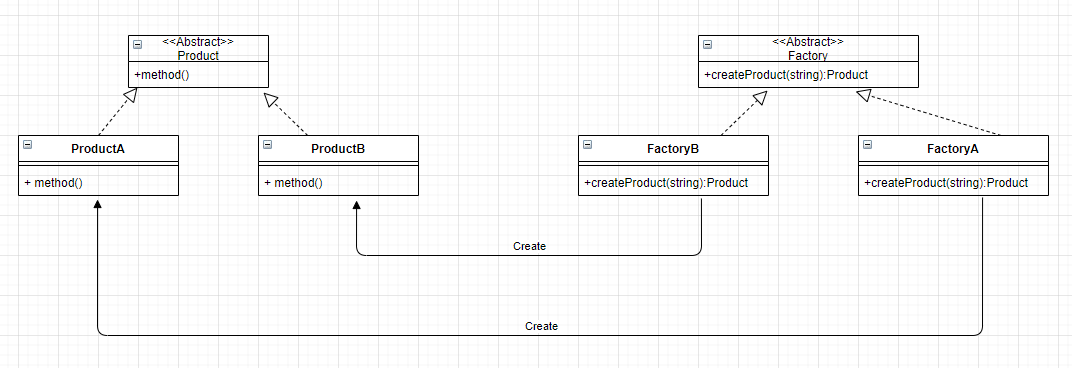 <<Abstract>>
Product
+method()
<<Abstract>>
Factory
+createProduct(string):Product
ProductA
+ method()
ProductB
+ method()
FactoryB
+createProduct(string):Product
FactoryA
+createProduct(string):Product
Create
Create